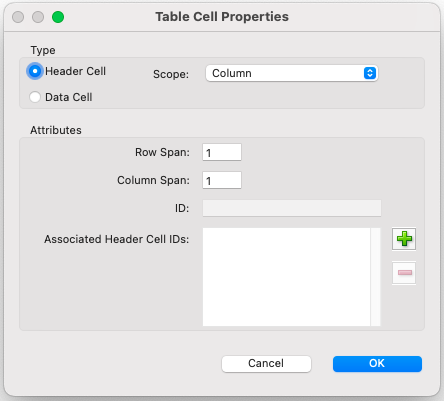 Table Cell Properties
Type
Header Cell
Scope: Column
Data Cell
Attributes
Row Span: 1
Column Span: 1
ID:
Associated Header Cell IDs:
Cancel OK